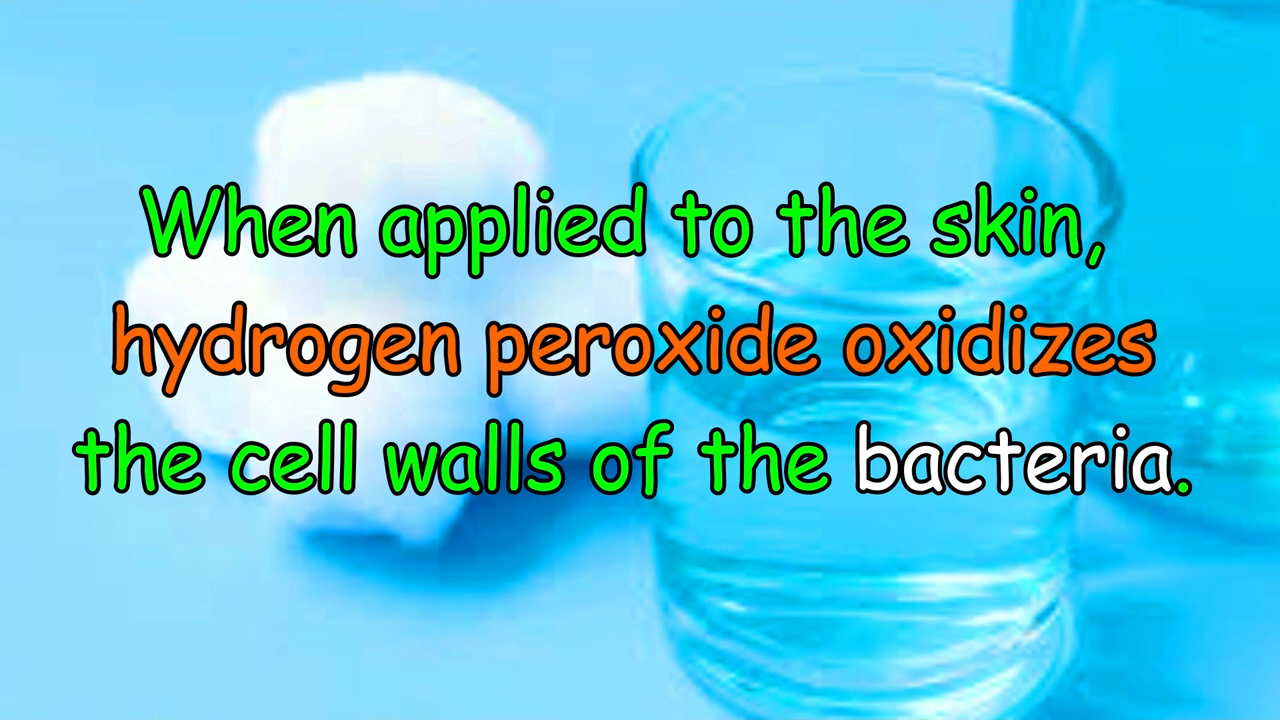 When applied to the skin,
hydrogen peroxide oxidizes
the cell walls of the bacteria.